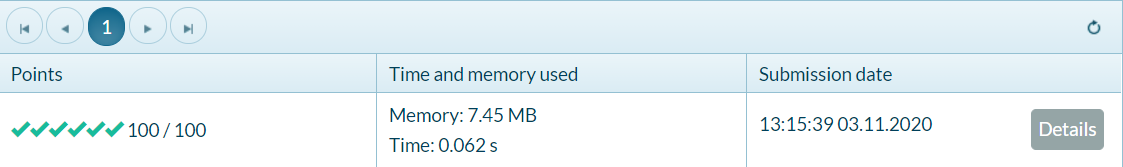 1
Points
Time and memory used
Submission date
100 / 100
Memory: 7.45 MB
Time: 0.062 s
13:15:39 03.11.2020
Details